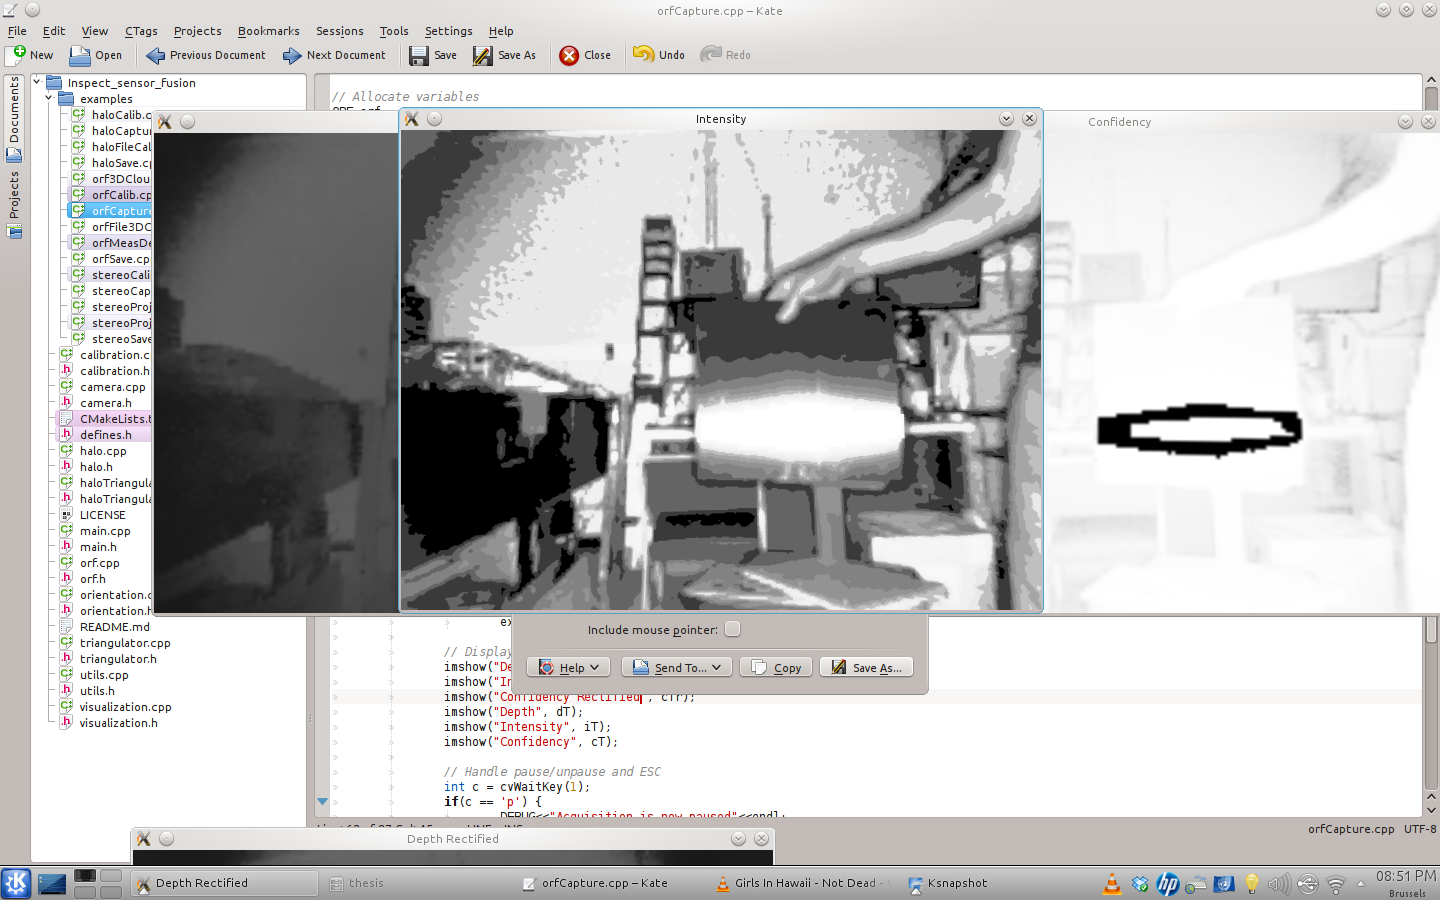 orfCapture.cpp – Kate
File Edit View CTags Projects Bookmarks Sessions Tools Settings Help
New Open Previous Document Next Document Save Save As Close Undo Redo
Documents
Projects
Inspect_sensor_fusion
examples
haloCalib.c
haloCaptur
haloFileCal
haloSave.cp
orf3DClou
orfCalib.cp
orfCapture
orfFile3DC
orfMeasDe
orfSave.cp
stereoCali
stereoCap
stereoProj
stereoProj
stereoSave
calibration.c
calibration.h
camera.cpp
camera.h
CMakeLists.t
defines.h
halo.cpp
halo.h
haloTriangula
haloTriangula
LICENSE
main.cpp
main.h
orf.cpp
orf.h
orientation.c
orientation.h
README.md
triangulator.cpp
triangulator.h
utils.cpp
utils.h
visualization.cpp
visualization.h
// Allocate variables
Intensity
Confidency
ex
Include mouse pointer:
Help Send To... Copy Save As...
// Display
imshow("De
imshow("In
imshow("Confidency Rectified", cTr);
imshow("Depth", dT);
imshow("Intensity", iT);
imshow("Confidency", cT);
// Handle pause/unpause and ESC
int c = cvWaitKey(1);
if(c == 'p') {
DEBUG<<"Acquisition is now paused"<<endl;
orfCapture.cpp UTF-8
Depth Rectified
Depth Rectified
thesis
orfCapture.cpp – Kate
Girls In Hawaii - Not Dead -
Ksnapshot
hp
08:51 PM
Brussels